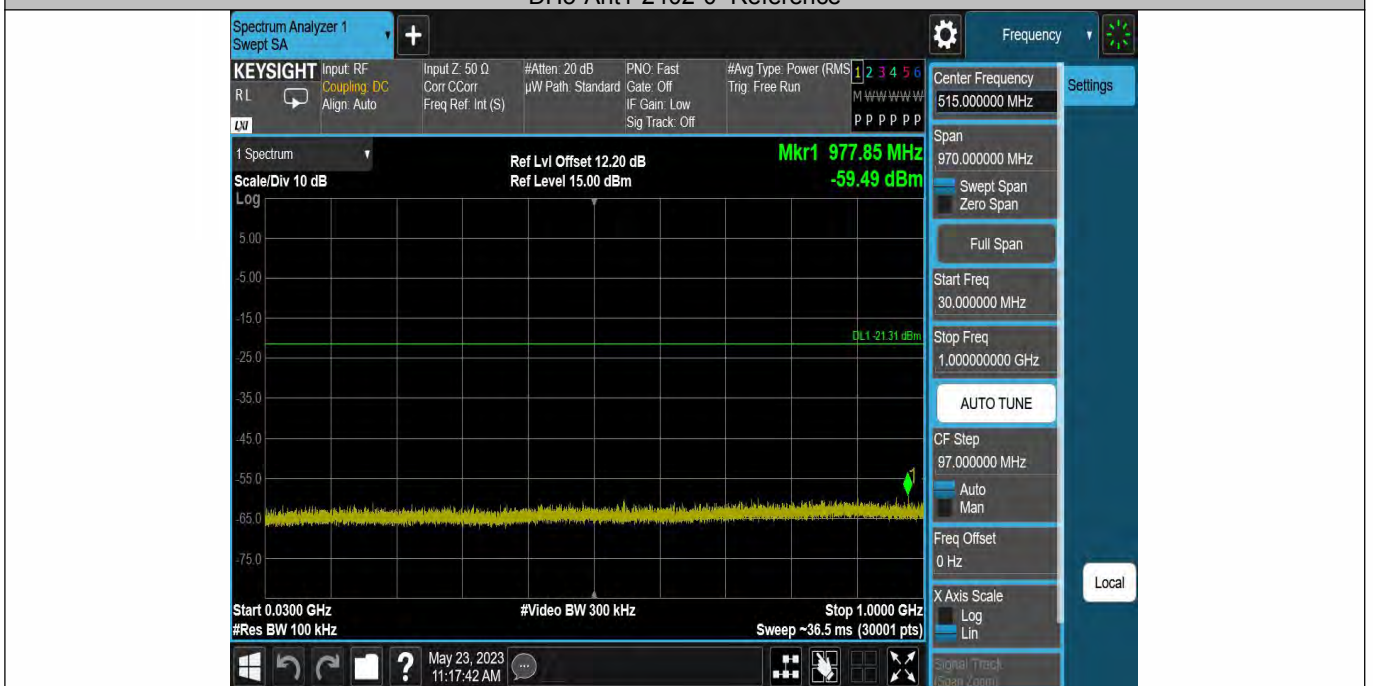 Spectrum Analyzer 1
Swept SA
+
Frequency
KEYSIGHT
RL
LXI
Input: RF
Coupling: DC
Align: Auto
Input Z: 50 Ω
Corr CCorr
Freq Ref: Int (S)
#Atten: 20 dB
µW Path: Standard
PNO: Fast
Gate: Off
IF Gain: Low
Sig Track: Off
#Avg Type: Power (RMS
Trig: Free Run
1 2 3 4 5 6
M W W W W W
P P P P P P
1 Spectrum
Scale/Div 10 dB
Log
Ref Lvl Offset 12.20 dB
Ref Level 15.00 dBm
Mkr1 977.85 MHz
-59.49 dBm
5.00
-5.00
-15.0
DL1 -21.31 dBm
-25.0
-35.0
-45.0
-55.0
1
-65.0
-75.0
Start 0.0300 GHz
#Res BW 100 kHz
#Video BW 300 kHz
Stop 1.0000 GHz
Sweep ~36.5 ms (30001 pts)
May 23, 2023
11:17:42 AM
Center Frequency
515.000000 MHz
Settings
Span
970.000000 MHz
Swept Span
Zero Span
Full Span
Start Freq
30.000000 MHz
Stop Freq
1.000000000 GHz
AUTO TUNE
CF Step
97.000000 MHz
Auto
Man
Freq Offset
0 Hz
Local
X Axis Scale
Log
Lin
Signal Track
(Span Zoom)